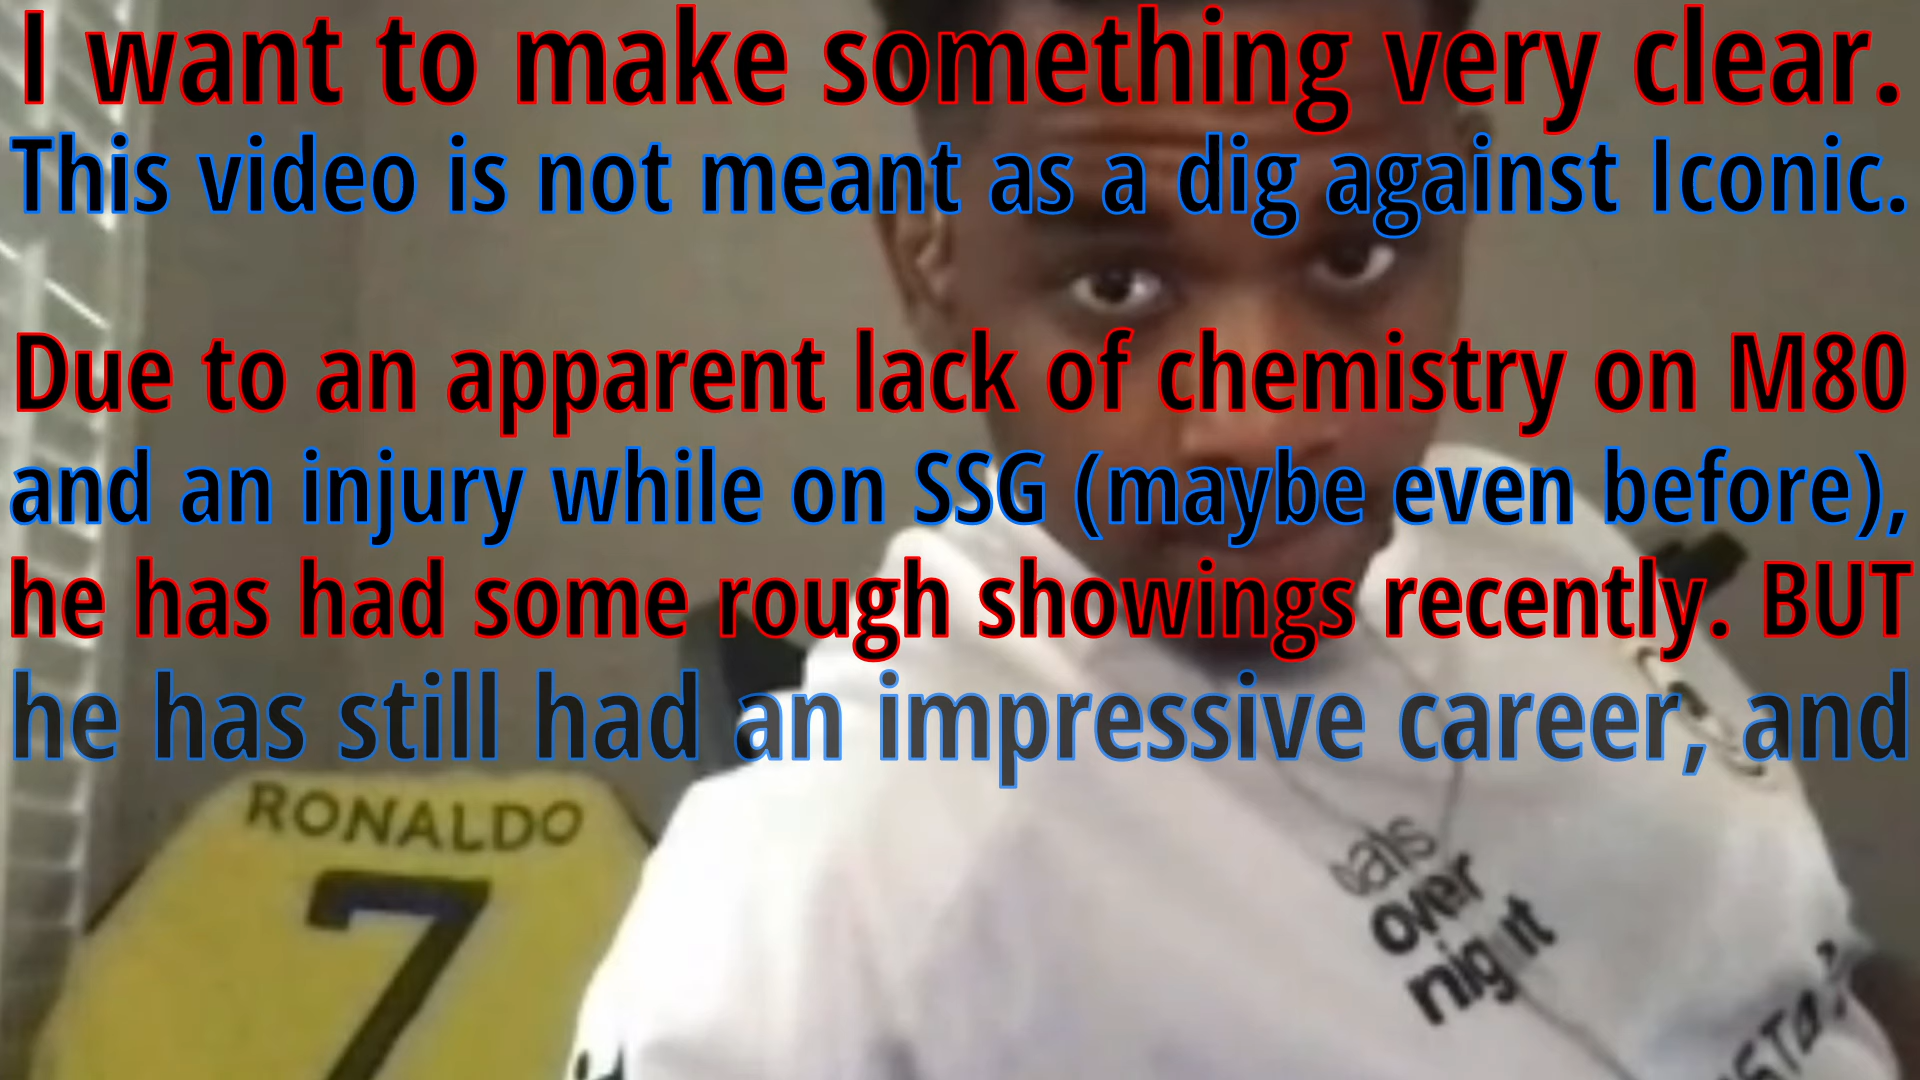 I want to make something very clear.
This video is not meant as a dig against Iconic.
Due to an apparent lack of chemistry on M80
and an injury while on SSG (maybe even before),
he has had some rough showings recently. BUT
he has still had an impressive career, and
RONALDO
7
over
night